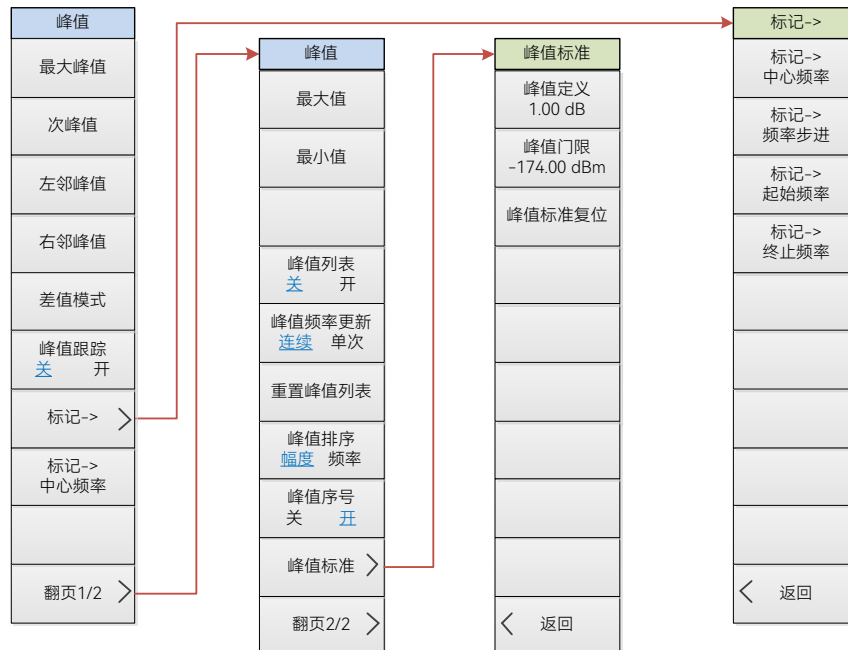 峰值
最大峰值
次峰值
左邻峰值
右邻峰值
差值模式
峰值跟踪
关 开
标记->
标记->
中心频率
翻页1/2
峰值
最大值
最小值
峰值列表
关 开
峰值频率更新
连续 单次
重置峰值列表
峰值排序
幅度 频率
峰值序号
关 开
峰值标准
翻页2/2
峰值标准
峰值定义
1.00 dB
峰值门限
-174.00 dBm
峰值标准复位
返回
标记->
标记->
中心频率
标记->
频率步进
标记->
起始频率
标记->
终止频率
返回